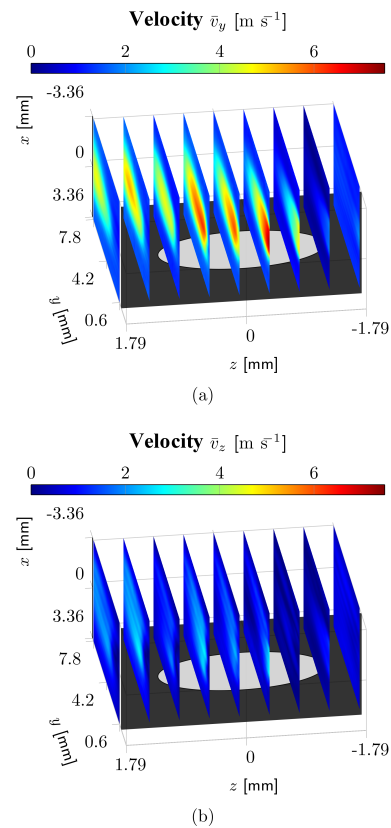 Velocity v̄_y [m s⁻¹]
0 2 4 6
-3.36
x [mm]
0
3.36
7.8
4.2
y [mm]
0.6
1.79 0 -1.79
z [mm]
(a)
Velocity v̄_z [m s⁻¹]
0 2 4 6
-3.36
x [mm]
0
3.36
7.8
4.2
y [mm]
0.6
1.79 0 -1.79
z [mm]
(b)